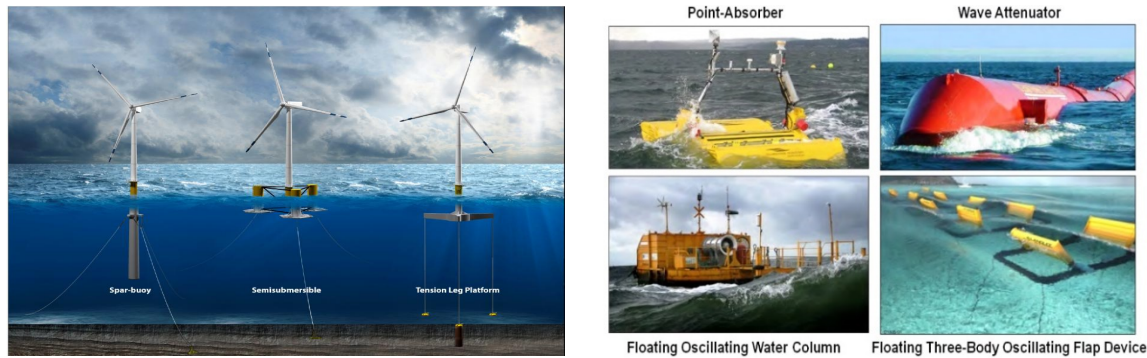 Spar-buoy
Semisubmersible
Tension Leg Platform
Point-Absorber
Wave Attenuator
Floating Oscillating Water Column
Floating Three-Body Oscillating Flap Device